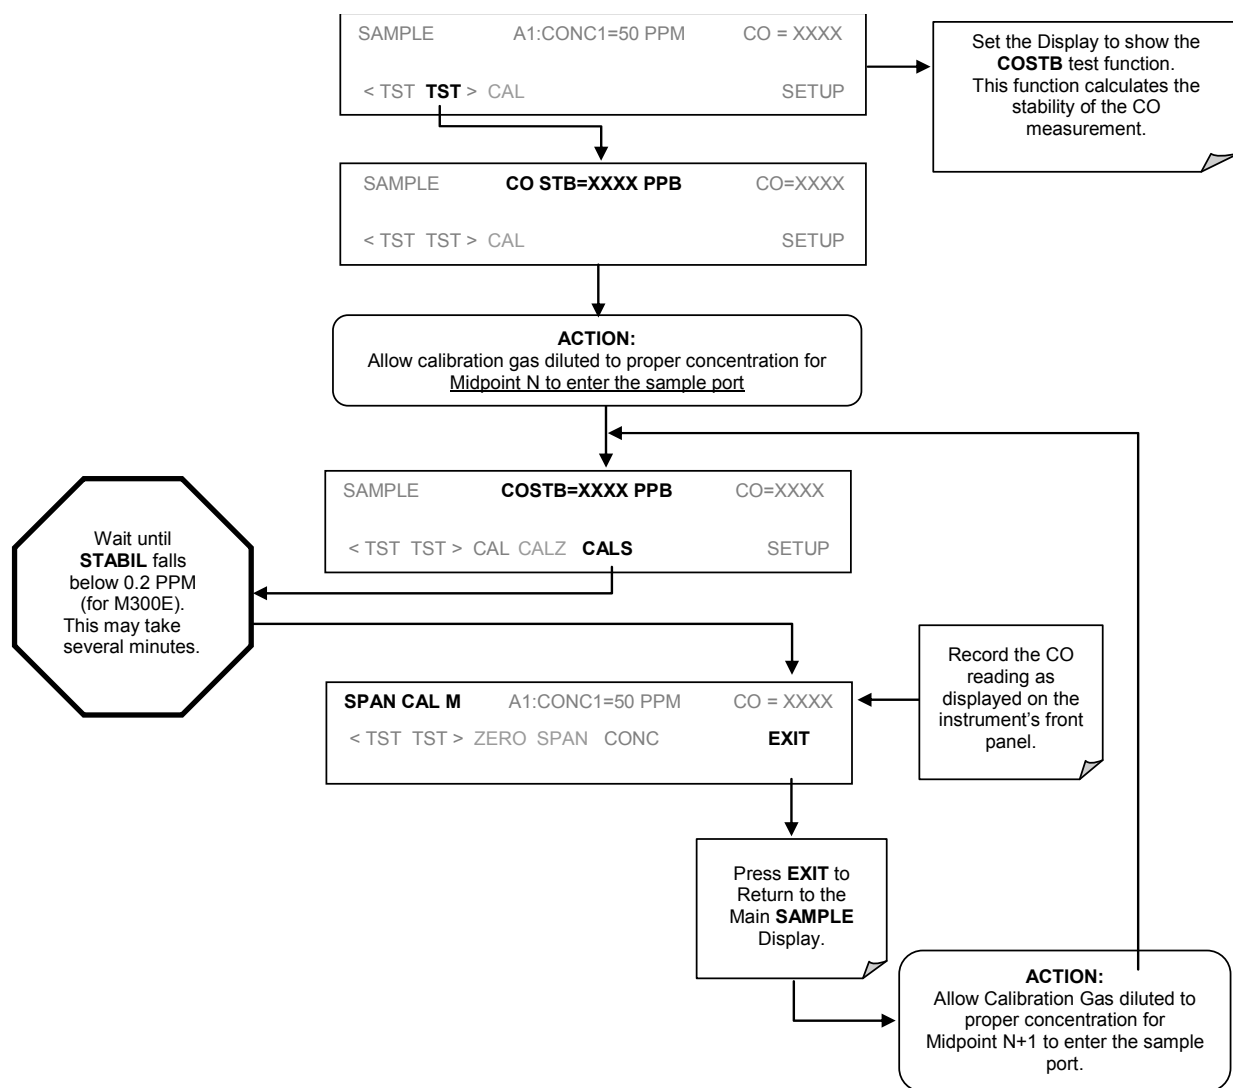 SAMPLE A1:CONC1=50 PPM CO = XXXX
< TST TST > CAL SETUP
Set the Display to show the
COSTB test function.
This function calculates the
stability of the CO
measurement.
SAMPLE CO STB=XXXX PPB CO=XXXX
< TST TST > CAL SETUP
ACTION:
Allow calibration gas diluted to proper concentration for
Midpoint N to enter the sample port
SAMPLE COSTB=XXXX PPB CO=XXXX
< TST TST > CAL CALZ CALS SETUP
Wait until
STABIL falls
below 0.2 PPM
(for M300E).
This may take
several minutes.
SPAN CAL M A1:CONC1=50 PPM CO = XXXX
< TST TST > ZERO SPAN CONC EXIT
Record the CO
reading as
displayed on the
instrument's front
panel.
Press EXIT to
Return to the
Main SAMPLE
Display.
ACTION:
Allow Calibration Gas diluted to
proper concentration for
Midpoint N+1 to enter the sample
port.